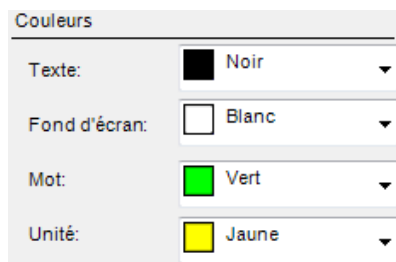 Couleurs
Texte: Noir
Fond d'écran: Blanc
Mot: Vert
Unité: Jaune